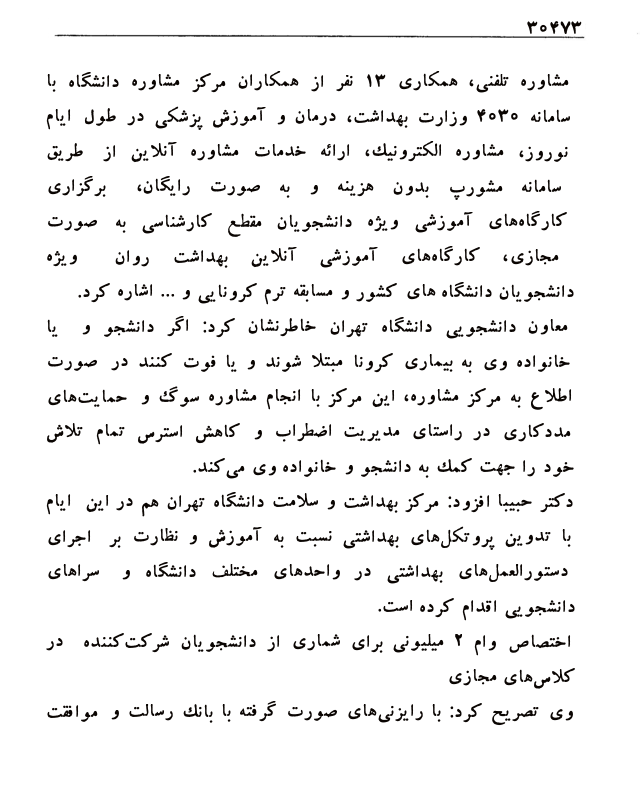 ۳۰۴۷۳
مشاوره تلفنی، همکاری ۱۳ نفر از همکاران مرکز مشاوره دانشگاه با
سامانه ۴۰۳۰ وزارت بهداشت، درمان و آموزش پزشکی در طول ایام
نوروز، مشاوره الکترونیك، ارائه خدمات مشاوره آنلاین از طریق
سامانه مشورپ بدون هزینه و به صورت رایگان، برگزاری
کارگاه‌های آموزشی ویژه دانشجویان مقطع کارشناسی به صورت
مجازی، کارگاه‌های آموزشی آنلاین بهداشت روان ویژه
دانشجویان دانشگاه های کشور و مسابقه ترم کرونایی و ... اشاره کرد.
معاون دانشجویی دانشگاه تهران خاطرنشان کرد: اگر دانشجو و یا
خانواده وی به بیماری کرونا مبتلا شوند و یا فوت کنند در صورت
اطلاع به مرکز مشاوره، این مرکز با انجام مشاوره سوگ و حمایت‌های
مددکاری در راستای مدیریت اضطراب و کاهش استرس تمام تلاش
خود را جهت کمك به دانشجو و خانواده وی می‌کند.
دکتر حبیبا افزود: مرکز بهداشت و سلامت دانشگاه تهران هم در این ایام
با تدوین پروتکل‌های بهداشتی نسبت به آموزش و نظارت بر اجرای
دستورالعمل‌های بهداشتی در واحدهای مختلف دانشگاه و سراهای
دانشجویی اقدام کرده است.
اختصاص وام ۲ میلیونی برای شماری از دانشجویان شرکت‌کننده در
کلاس‌های مجازی
وی تصریح کرد: با رایزنی‌های صورت گرفته با بانك رسالت و موافقت